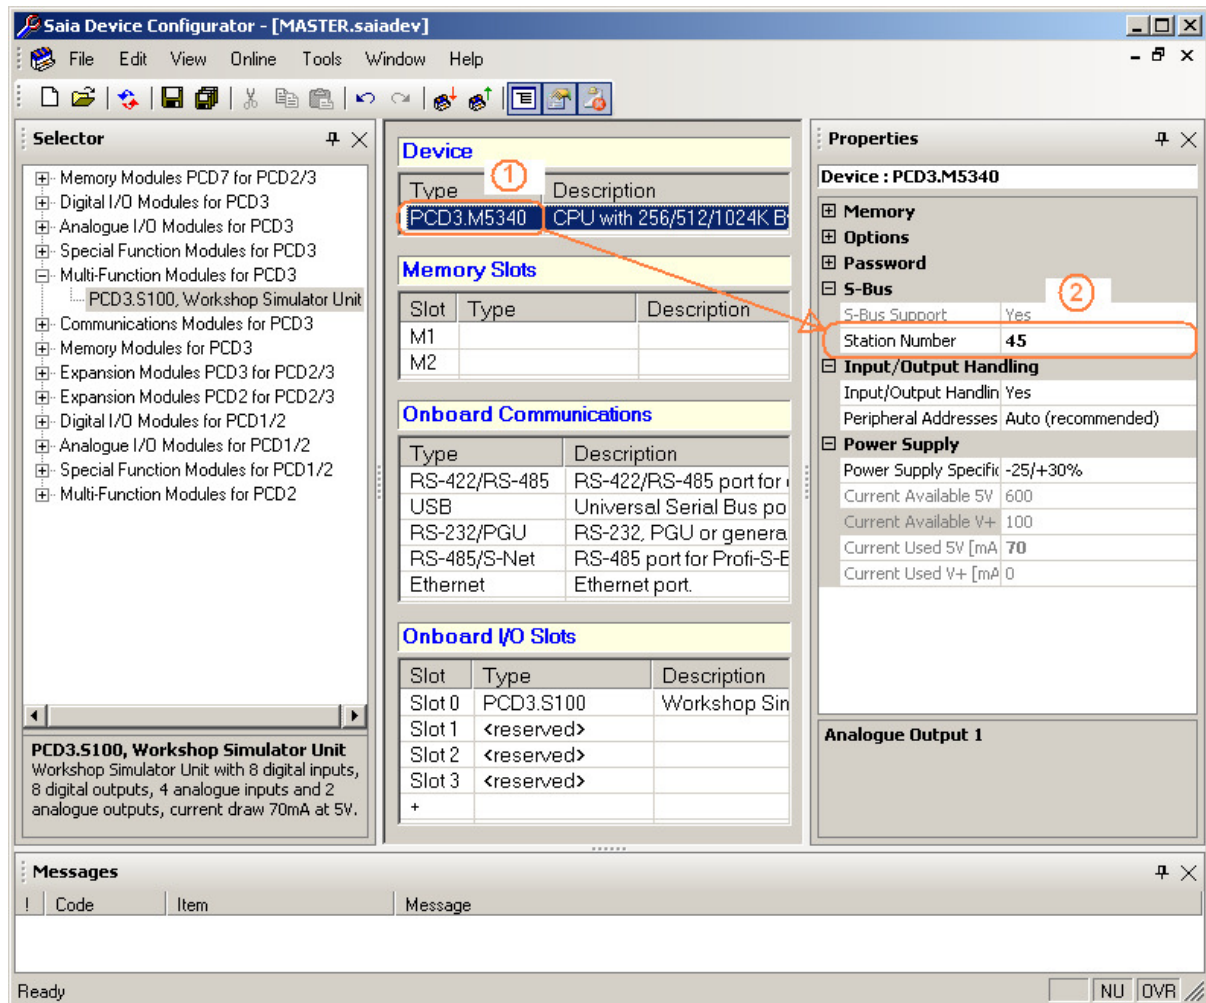 Saia Device Configurator - [MASTER.saiadev]
File Edit View Online Tools Window Help
Selector
Memory Modules PCD7 for PCD2/3
Digital I/O Modules for PCD3
Analogue I/O Modules for PCD3
Special Function Modules for PCD3
Multi-Function Modules for PCD3
PCD3.S100, Workshop Simulator Unit
Communications Modules for PCD3
Memory Modules for PCD3
Expansion Modules PCD3 for PCD2/3
Expansion Modules PCD2 for PCD2/3
Digital I/O Modules for PCD1/2
Analogue I/O Modules for PCD1/2
Special Function Modules for PCD1/2
Multi-Function Modules for PCD2
PCD3.S100, Workshop Simulator Unit
Workshop Simulator Unit with 8 digital inputs,
8 digital outputs, 4 analogue inputs and 2
analogue outputs, current draw 70mA at 5V.
Device
1
Type Description
PCD3.M5340 CPU with 256/512/1024K B
Memory Slots
Slot Type Description
M1
M2
Onboard Communications
Type Description
RS-422/RS-485 RS-422/RS-485 port for
USB Universal Serial Bus po
RS-232/PGU RS-232, PGU or genera
RS-485/S-Net RS-485 port for Profi-S-B
Ethernet Ethernet port.
Onboard I/O Slots
Slot Type Description
Slot 0 PCD3.S100 Workshop Sin
Slot 1 <reserved>
Slot 2 <reserved>
Slot 3 <reserved>
+
Properties
Device : PCD3.M5340
Memory
Options
Password
S-Bus
2
S-Bus Support Yes
Station Number 45
Input/Output Handling
Input/Output Handlin Yes
Peripheral Addresses Auto (recommended)
Power Supply
Power Supply Specific -25/+30%
Current Available 5V 600
Current Available V+ 100
Current Used 5V [mA 70
Current Used V+ [mA 0
Analogue Output 1
Messages
! Code Item Message
Ready NU OVR